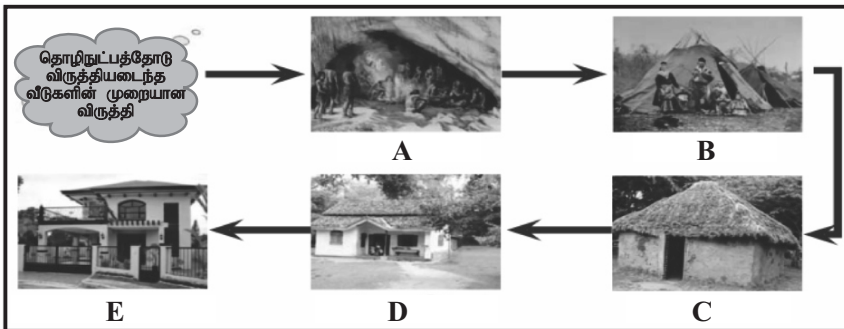 தொழிநுட்பத்தோடு
விருத்தியடைந்த
வீடுகளின் முறையான
விருத்தி
A
B
E
D
C